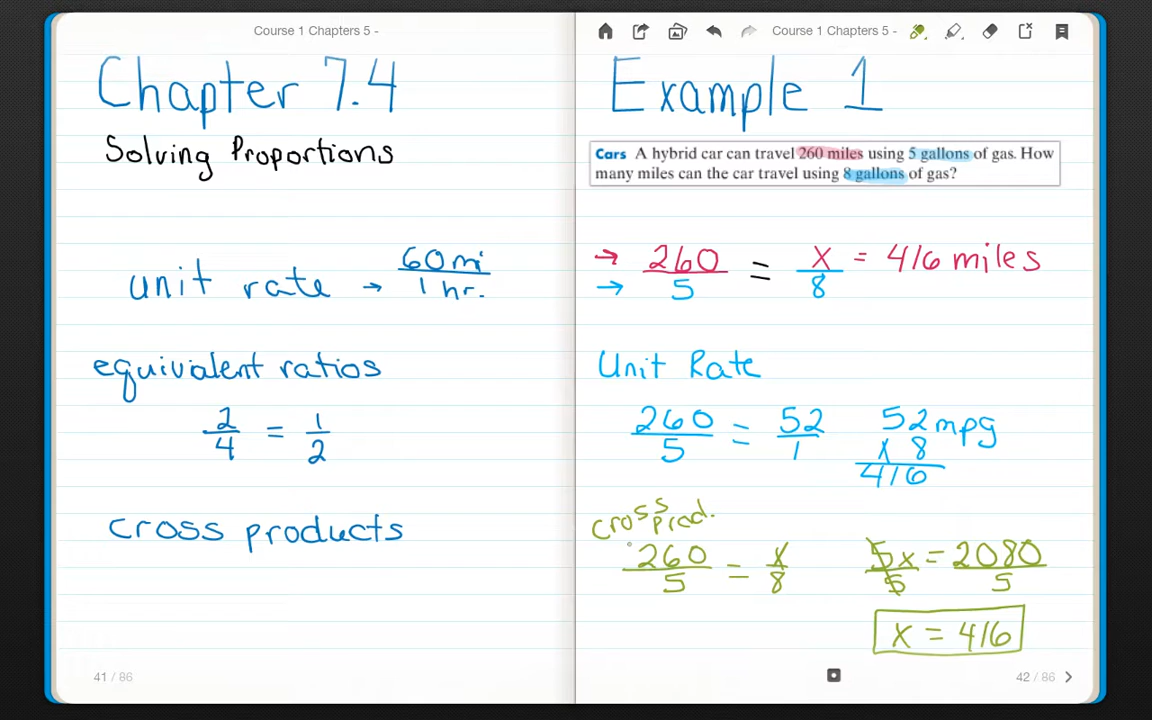 Course 1 Chapters 5 -
Chapter 7.4
Solving Proportions
unit rate → 60 mi / 1 hr.
equivalent ratios
2/4 = 1/2
cross products
41 / 86
Course 1 Chapters 5 -
Example 1
Cars A hybrid car can travel 260 miles using 5 gallons of gas. How
many miles can the car travel using 8 gallons of gas?
→ 260 / → 5 = x/8 = 416 miles
Unit Rate
260/5 = 52/1
52 mpg
x 8
416
cross
prod.
260/5 = x/8
5x/5 = 2080/5
x = 416
42 / 86